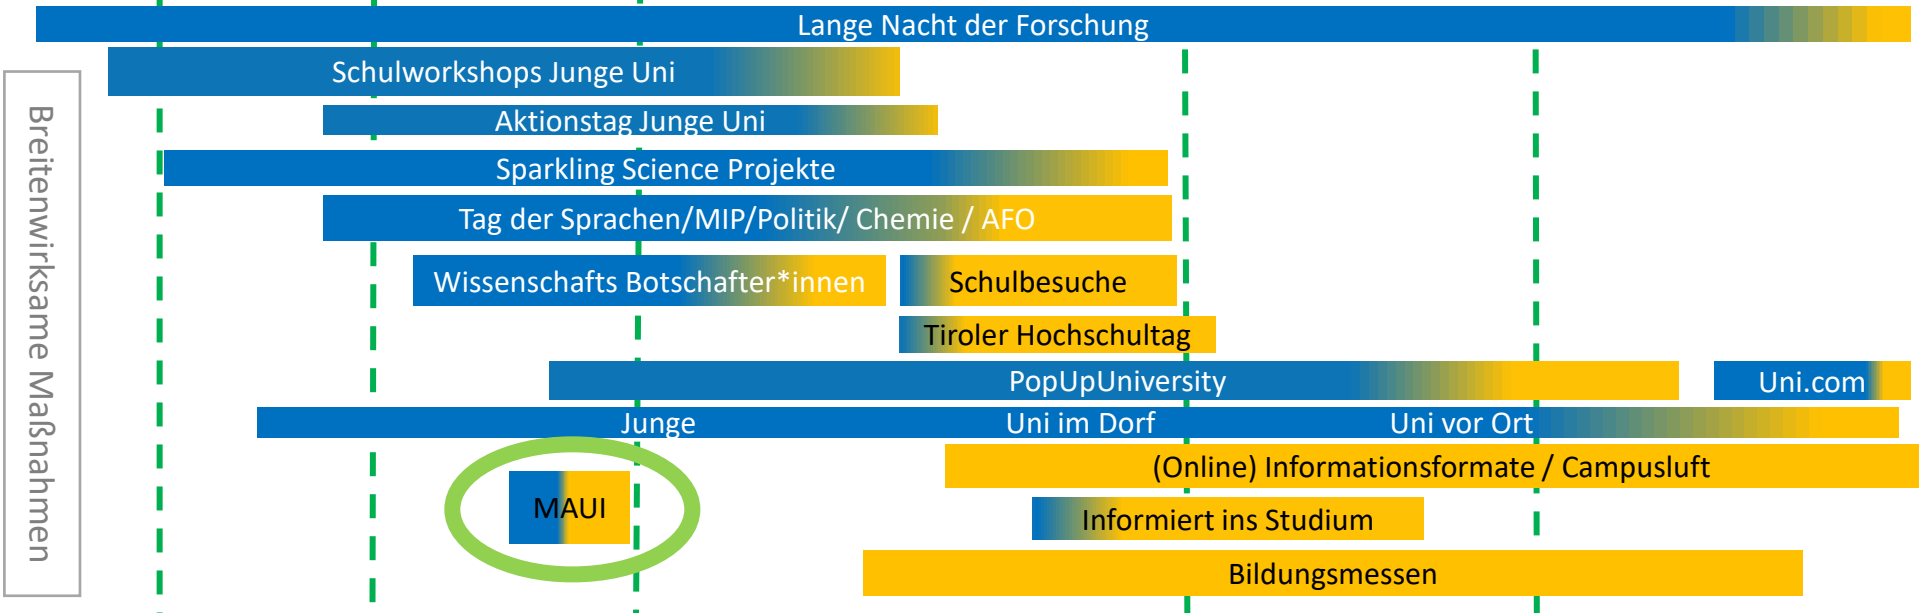 Lange Nacht der Forschung
Schulworkshops Junge Uni
Aktionstag Junge Uni
Sparkling Science Projekte
Tag der Sprachen/MIP/Politik/ Chemie / AFO
Wissenschafts Botschafter*innen
Schulbesuche
Tiroler Hochschultag
PopUpUniversity
Uni.com
Junge Uni im Dorf Uni vor Ort
(Online) Informationsformate / Campusluft
MAUI
Informiert ins Studium
Bildungsmessen
Breitenwirksame Maßnahmen